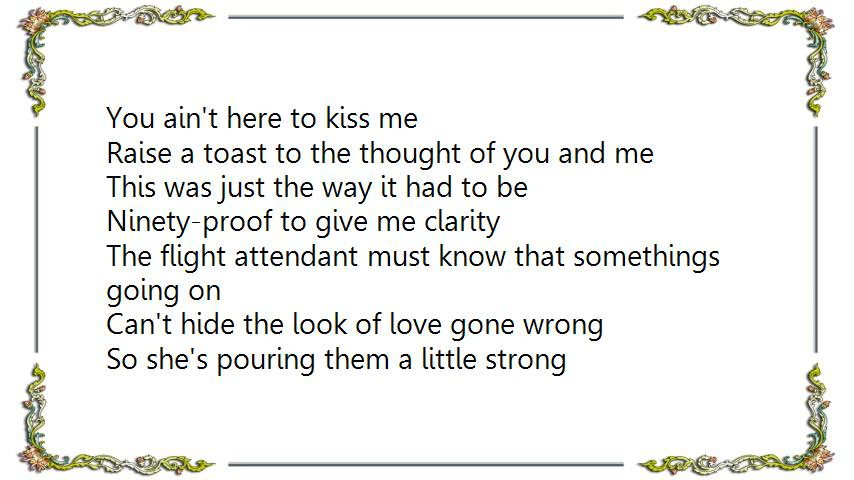 You ain't here to kiss me
Raise a toast to the thought of you and me
This was just the way it had to be
Ninety-proof to give me clarity
The flight attendant must know that somethings
going on
Can't hide the look of love gone wrong
So she's pouring them a little strong